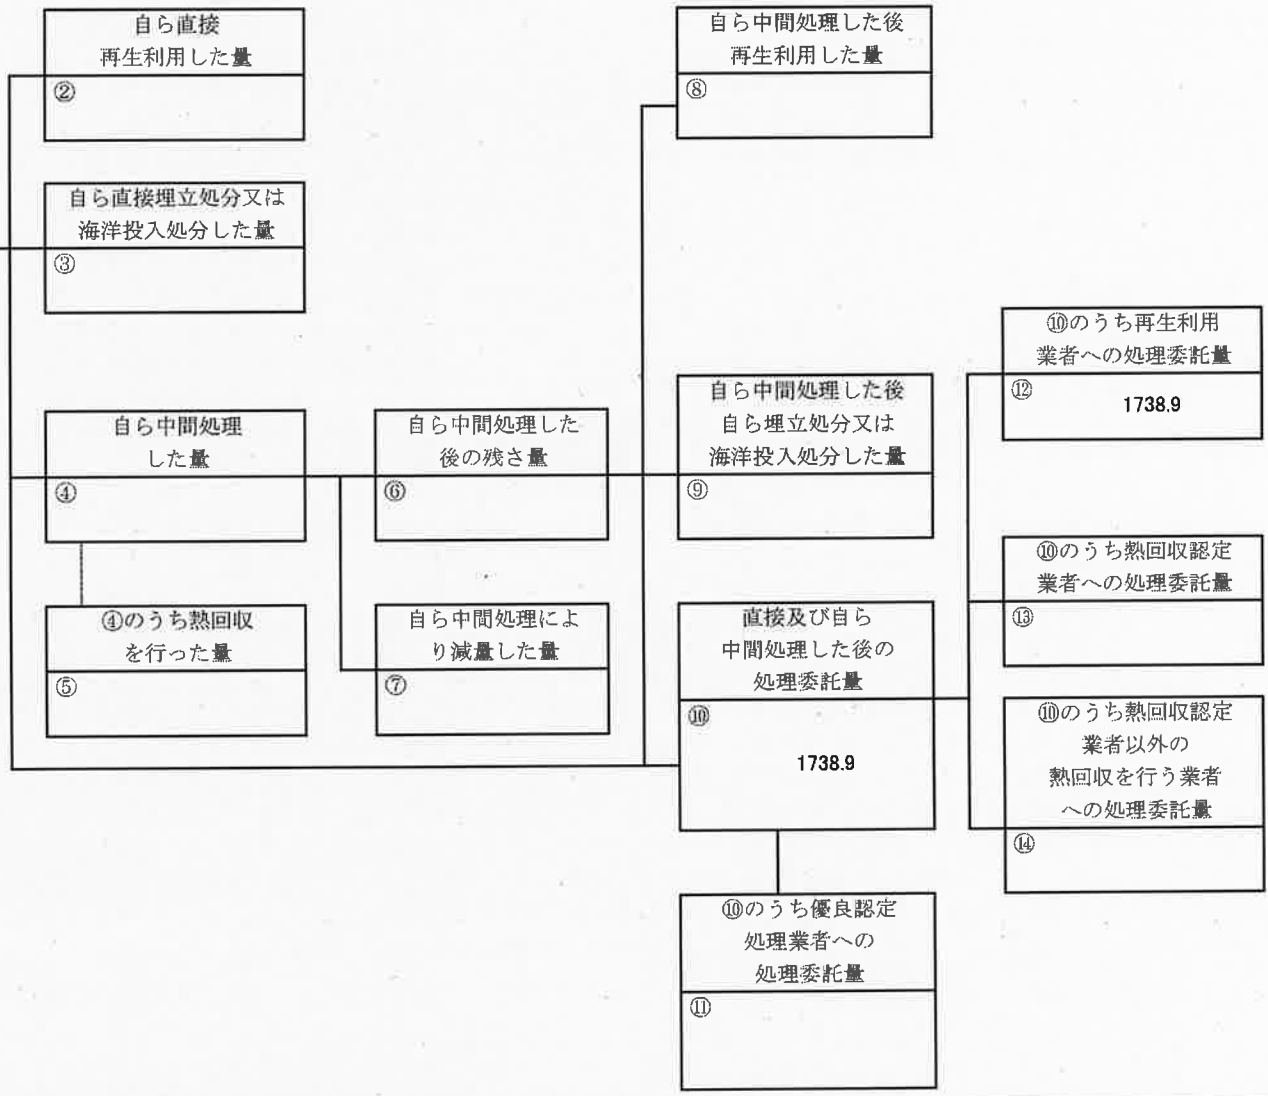 自ら直接
再生利用した量
②
自ら直接埋立処分又は
海洋投入処分した量
③
自ら中間処理
した量
④
④のうち熱回収
を行った量
⑤
自ら中間処理した
後の残さ量
⑥
自ら中間処理によ
り減量した量
⑦
自ら中間処理した後
再生利用した量
⑧
自ら中間処理した後
自ら埋立処分又は
海洋投入処分した量
⑨
直接及び自ら
中間処理した後の
処理委託量
⑩
1738.9
⑩のうち優良認定
処理業者への
処理委託量
⑪
⑩のうち再生利用
業者への処理委託量
⑫
1738.9
⑩のうち熱回収認定
業者への処理委託量
⑬
⑩のうち熱回収認定
業者以外の
熱回収を行う業者
への処理委託量
⑭